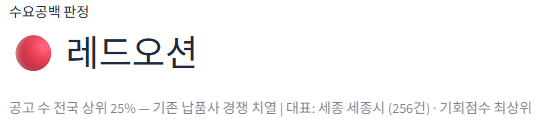 수요공백 판정
레드오션
공고 수 전국 상위 25% — 기존 납품사 경쟁 치열 | 대표: 세종 세종시 (256건) · 기회점수 최상위